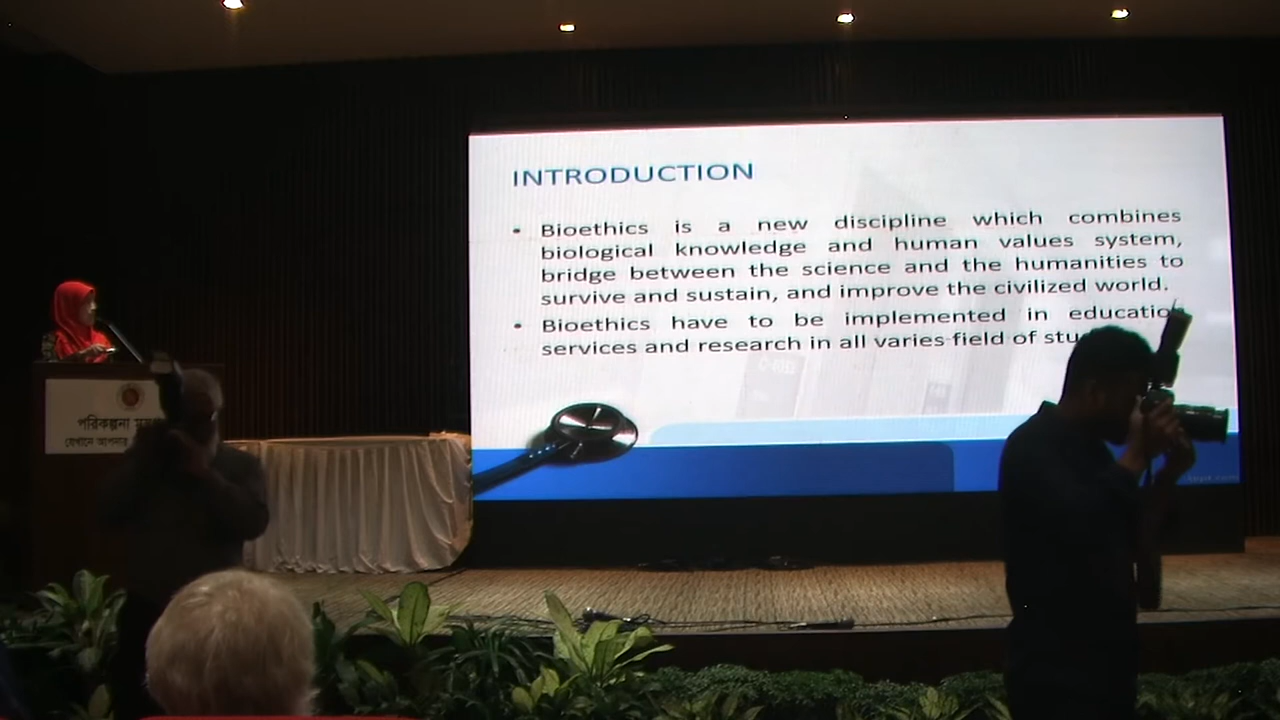 INTRODUCTION
• Bioethics is a new discipline which combines
biological knowledge and human values system,
bridge between the science and the humanities to
survive and sustain, and improve the civilized world.
• Bioethics have to be implemented in education
services and research in all varies field of
পরিকল্পনা
যেখানে আপনার